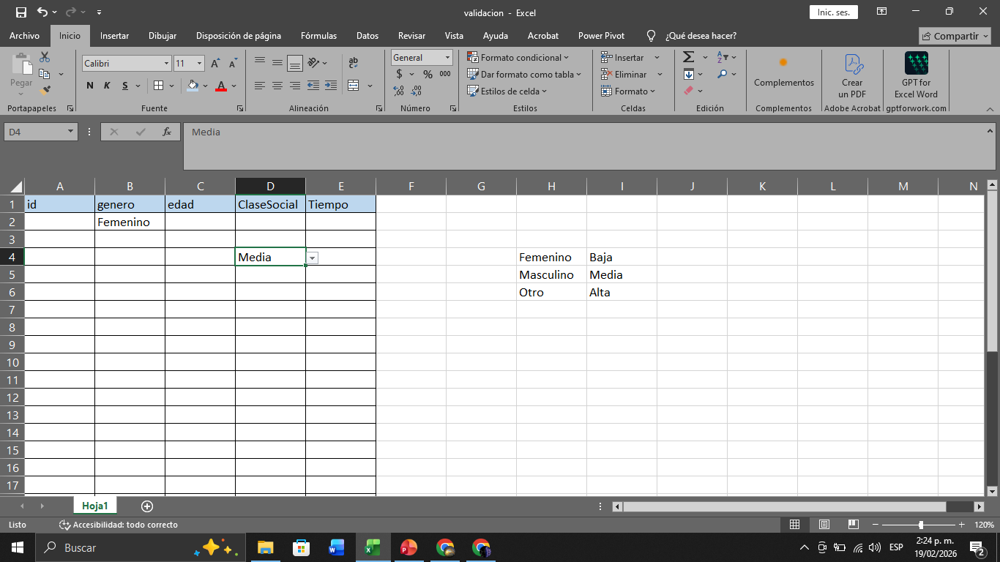 validacion - Excel
Inic. ses.
Archivo Inicio Insertar Dibujar Disposición de página Fórmulas Datos Revisar Vista Ayuda Acrobat Power Pivot ¿Qué desea hacer? Compartir
Pegar
Portapapeles
Calibri 11
N K S
Fuente
ab
Alineación
General
$ % 000
Número
Formato condicional
Dar formato como tabla
Estilos de celda
Estilos
Insertar
Eliminar
Formato
Celdas
Edición
Complementos
Complementos
Crear
un PDF
Adobe Acrobat
GPT for
Excel Word
gptforwork.com
D4 fx Media
A B C D E F G H I J K L M N
1 id genero edad ClaseSocial Tiempo
2 Femenino
3
4 Media Femenino Baja
5 Masculino Media
6 Otro Alta
7
8
9
10
11
12
13
14
15
16
17
Hoja1
Listo Accesibilidad: todo correcto 120%
Buscar
ESP 2:24 p. m.
19/02/2026
2